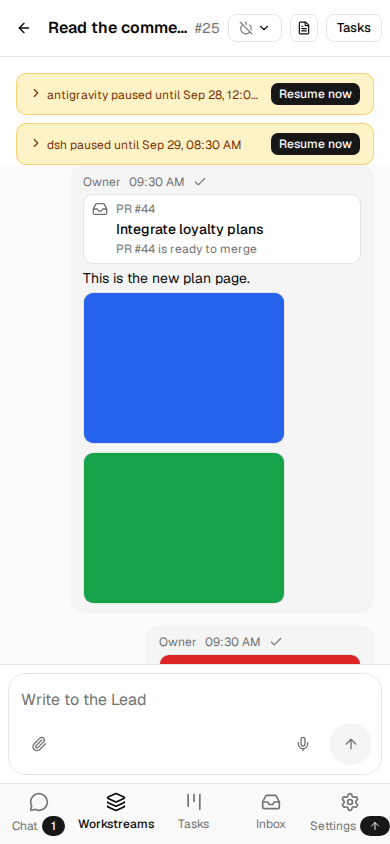 Read the comme... #25 Tasks
antigravity paused until Sep 28, 12:0... Resume now
dsh paused until Sep 29, 08:30 AM Resume now
Owner 09:30 AM
PR #44
Integrate loyalty plans
PR #44 is ready to merge
This is the new plan page.
Owner 09:30 AM
Write to the Lead
Chat 1 Workstreams Tasks Inbox Settings